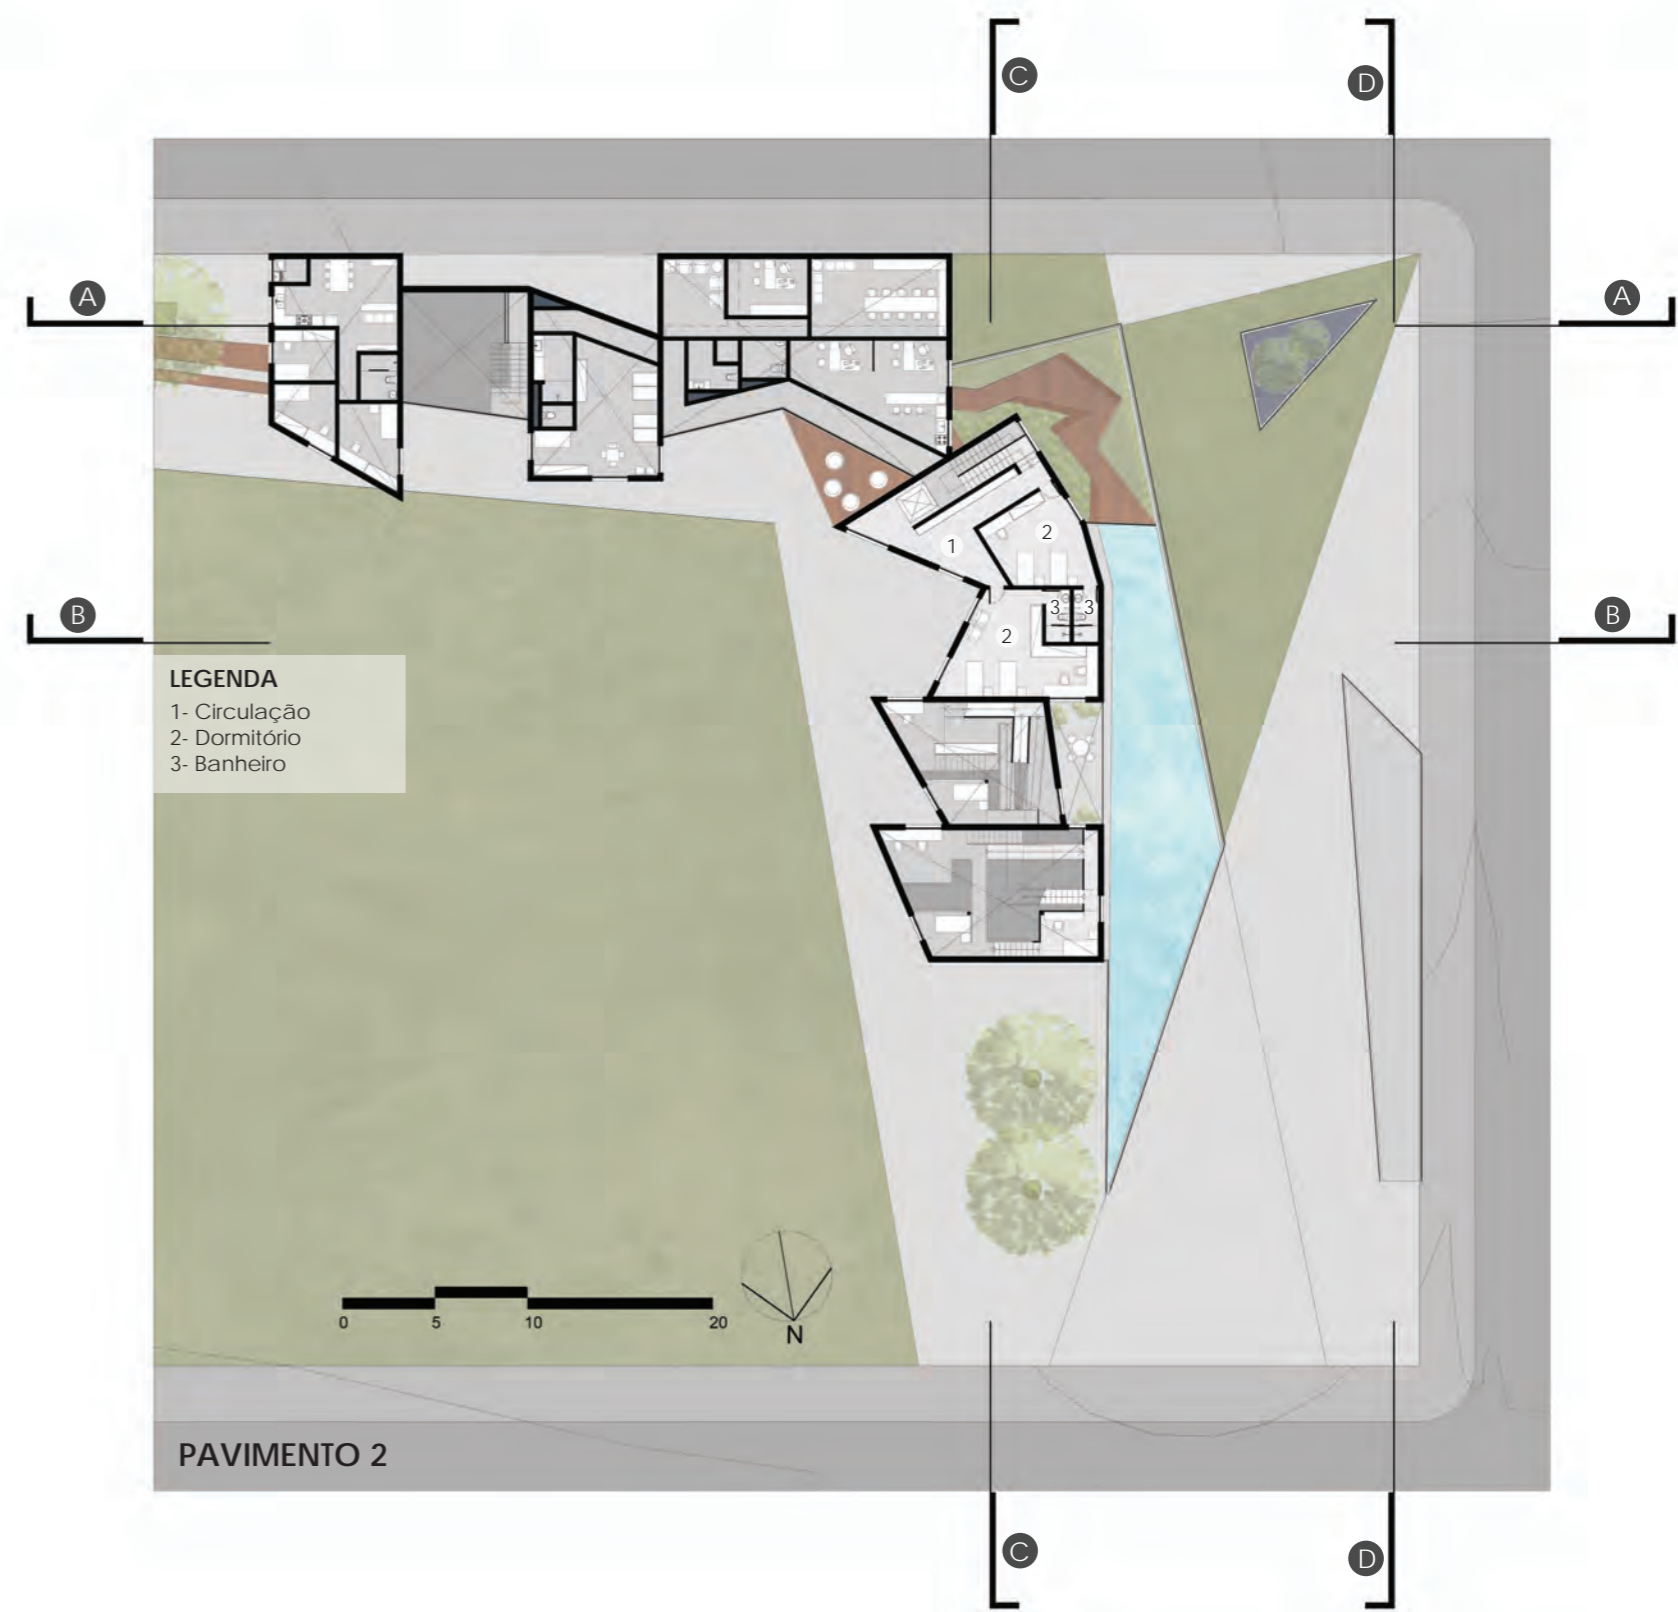 C
D
A
A
2
1
3
3
2
B
B
LEGENDA
1- Circulação
2- Dormitório
3- Banheiro
0 5 10 20
N
PAVIMENTO 2
C
D